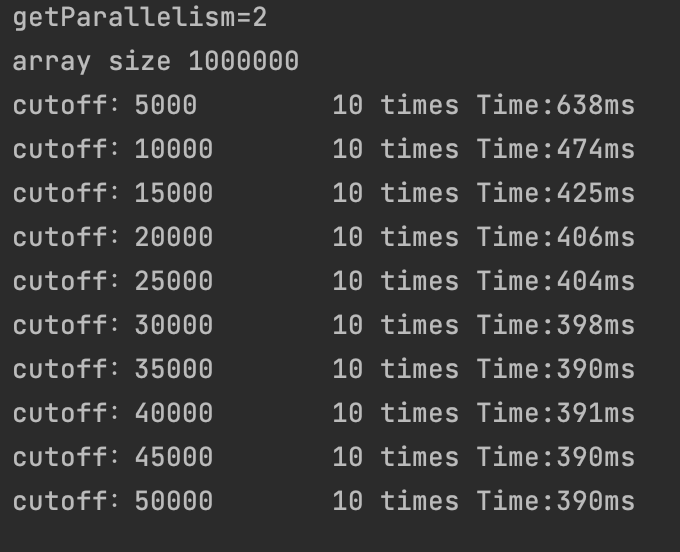 getParallelism=2
array size 1000000
cutoff: 5000 10 times Time:638ms
cutoff: 10000 10 times Time:474ms
cutoff: 15000 10 times Time:425ms
cutoff: 20000 10 times Time:406ms
cutoff: 25000 10 times Time:404ms
cutoff: 30000 10 times Time:398ms
cutoff: 35000 10 times Time:390ms
cutoff: 40000 10 times Time:391ms
cutoff: 45000 10 times Time:390ms
cutoff: 50000 10 times Time:390ms